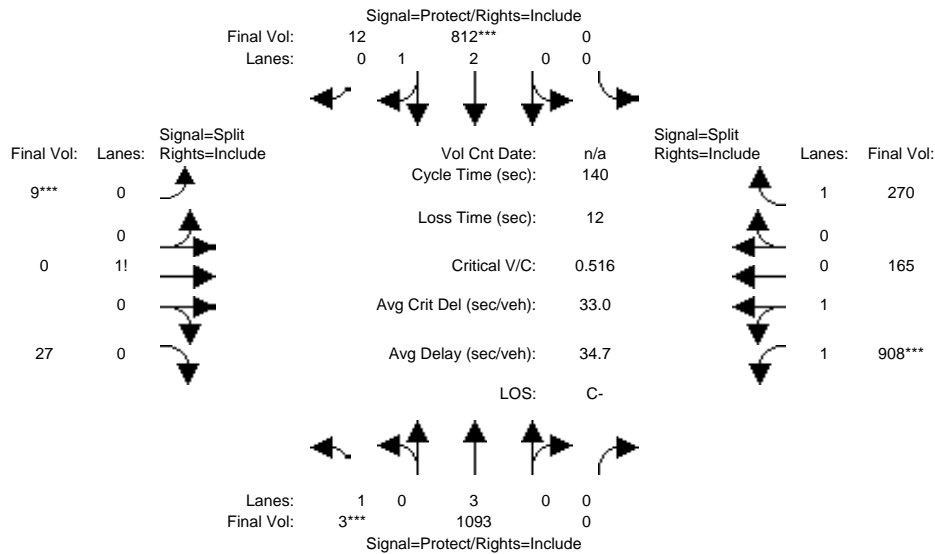 Signal=Protect/Rights=Include
Final Vol: 12 812*** 0
Lanes: 0 1 2 0 0
Signal=Split
Final Vol: Lanes: Rights=Include
Vol Cnt Date: n/a
Signal=Split
Rights=Include Lanes: Final Vol:
Cycle Time (sec): 140
9*** 0
1 270
Loss Time (sec): 12
0
0
0 1!
Critical V/C: 0.516
0 165
0
Avg Crit Del (sec/veh): 33.0
1
27 0
Avg Delay (sec/veh): 34.7
1 908***
LOS: C-
Lanes: 1 0 3 0 0
Final Vol: 3*** 1093 0
Signal=Protect/Rights=Include